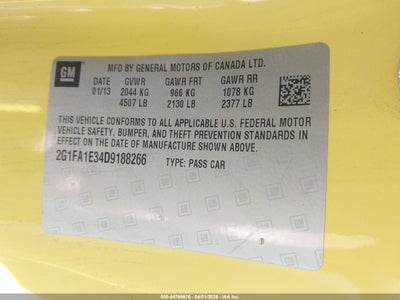 GM
MFD BY GENERAL MOTORS OF CANADA LTD.
DATE GVWR GAWR FRT GAWR RR
01/13 2044 KG 966 KG 1078 KG
4507 LB 2130 LB 2377 LB
THIS VEHICLE CONFORMS TO ALL APPLICABLE U.S. FEDERAL MOTOR
VEHICLE SAFETY, BUMPER, AND THEFT PREVENTION STANDARDS IN
EFFECT ON THE DATE OF MANUFACTURE SHOWN ABOVE.
2G1FA1E34D9188266 TYPE: PASS CAR